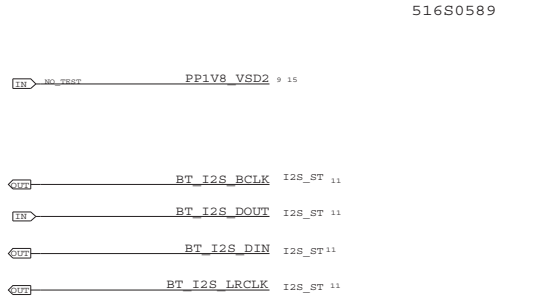 516S0589
IN NO_TEST PP1V8_VSD2 9 15
OUT BT_I2S_BCLK I2S_ST 11
IN BT_I2S_DOUT I2S_ST 11
OUT BT_I2S_DIN I2S_ST 11
OUT BT_I2S_LRCLK I2S_ST 11